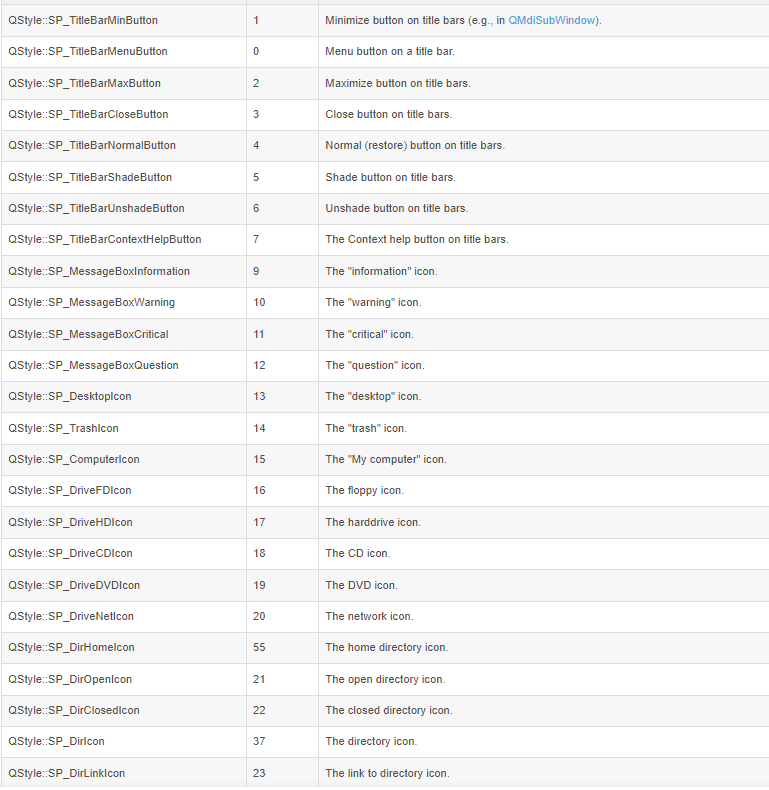 QStyle::SP_TitleBarMinButton 1 Minimize button on title bars (e.g., in QMdiSubWindow).
QStyle::SP_TitleBarMenuButton 0 Menu button on a title bar.
QStyle::SP_TitleBarMaxButton 2 Maximize button on title bars.
QStyle::SP_TitleBarCloseButton 3 Close button on title bars.
QStyle::SP_TitleBarNormalButton 4 Normal (restore) button on title bars.
QStyle::SP_TitleBarShadeButton 5 Shade button on title bars.
QStyle::SP_TitleBarUnshadeButton 6 Unshade button on title bars.
QStyle::SP_TitleBarContextHelpButton 7 The Context help button on title bars.
QStyle::SP_MessageBoxInformation 9 The "information" icon.
QStyle::SP_MessageBoxWarning 10 The "warning" icon.
QStyle::SP_MessageBoxCritical 11 The "critical" icon.
QStyle::SP_MessageBoxQuestion 12 The "question" icon.
QStyle::SP_DesktopIcon 13 The "desktop" icon.
QStyle::SP_TrashIcon 14 The "trash" icon.
QStyle::SP_ComputerIcon 15 The "My computer" icon.
QStyle::SP_DriveFDIcon 16 The floppy icon.
QStyle::SP_DriveHDIcon 17 The harddrive icon.
QStyle::SP_DriveCDIcon 18 The CD icon.
QStyle::SP_DriveDVDIcon 19 The DVD icon.
QStyle::SP_DriveNetIcon 20 The network icon.
QStyle::SP_DirHomeIcon 55 The home directory icon.
QStyle::SP_DirOpenIcon 21 The open directory icon.
QStyle::SP_DirClosedIcon 22 The closed directory icon.
QStyle::SP_DirIcon 37 The directory icon.
QStyle::SP_DirLinkIcon 23 The link to directory icon.